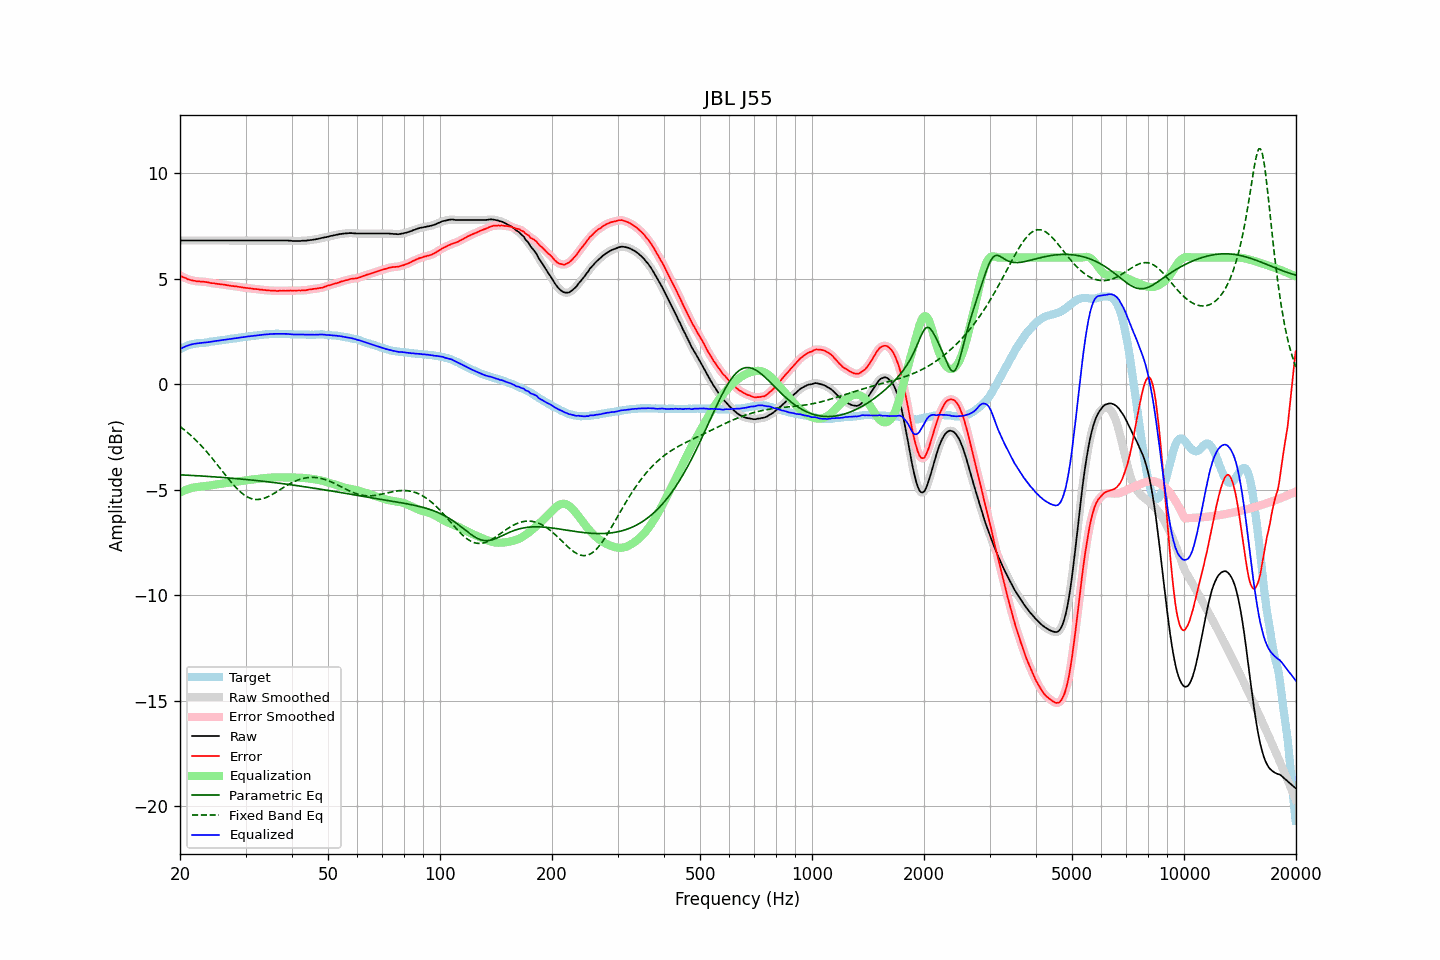 JBL J55
Amplitude (dBr)
10
5
0
−5
−10
−15
−20
Target
Raw Smoothed
Error Smoothed
Raw
Error
Equalization
Parametric Eq
Fixed Band Eq
Equalized
20 50 100 200 500 1000 2000 5000 10000 20000
Frequency (Hz)